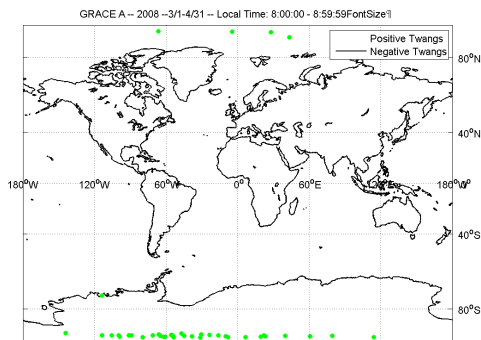 GRACE A -- 2008 --3/1-4/31 -- Local Time: 8:00:00 - 8:59:59FontSize¶
Positive Twangs
Negative Twangs
80°N
40°N
180°W 120°W 60°W 0° 60°E 120°E 180°W
40°S
80°S